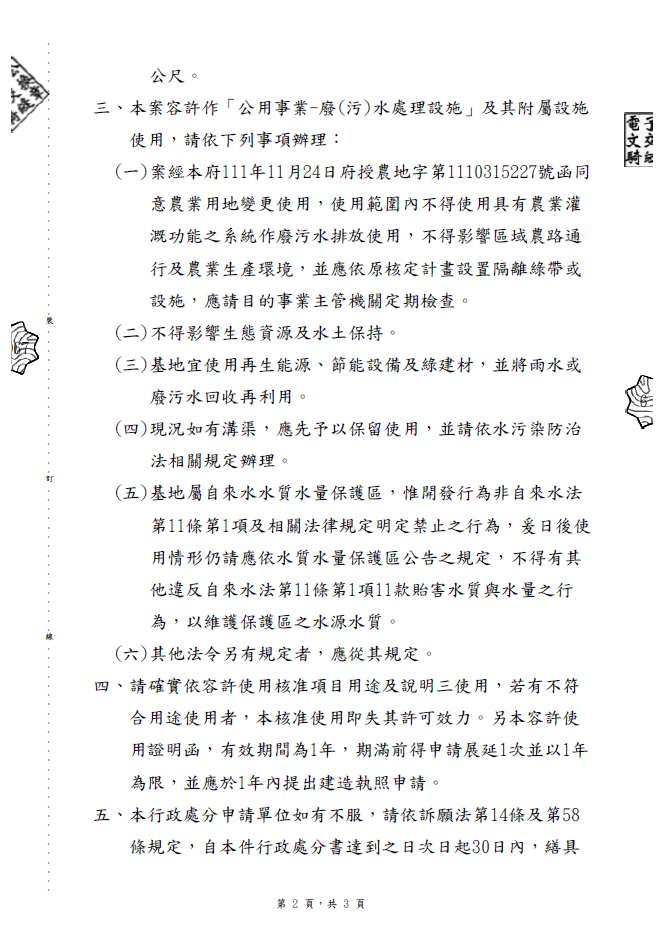 公尺。
三、本案容許作「公用事業-廢(污)水處理設施」及其附屬設施
使用，請依下列事項辦理：
(一)案經本府111年11月24日府授農地字第1110315227號函同
意農業用地變更使用，使用範圍內不得使用具有農業灌
溉功能之系統作廢污水排放使用，不得影響區域農路通
行及農業生產環境，並應依原核定計畫設置隔離綠帶或
設施，應請目的事業主管機關定期檢查。
(二)不得影響生態資源及水土保持。
(三)基地宜使用再生能源、節能設備及綠建材，並將雨水或
廢污水回收再利用。
(四)現況如有溝渠，應先予以保留使用，並請依水污染防治
法相關規定辦理。
(五)基地屬自來水水質水量保護區，惟開發行為非自來水法
第11條第1項及相關法律規定明定禁止之行為，爰日後使
用情形仍請應依水質水量保護區公告之規定，不得有其
他違反自來水法第11條第1項11款貽害水質與水量之行
為，以維護保護區之水源水質。
(六)其他法令另有規定者，應從其規定。
四、請確實依容許使用核准項目用途及說明三使用，若有不符
合用途使用者，本核准使用即失其許可效力。另本容許使
用證明函，有效期間為1年，期滿前得申請展延1次並以1年
為限，並應於1年內提出建造執照申請。
五、本行政處分申請單位如有不服，請依訴願法第14條及第58
條規定，自本件行政處分書達到之日次日起30日內，繕具
裝
訂
線
電子
文交
騎
第 2 頁，共 3 頁